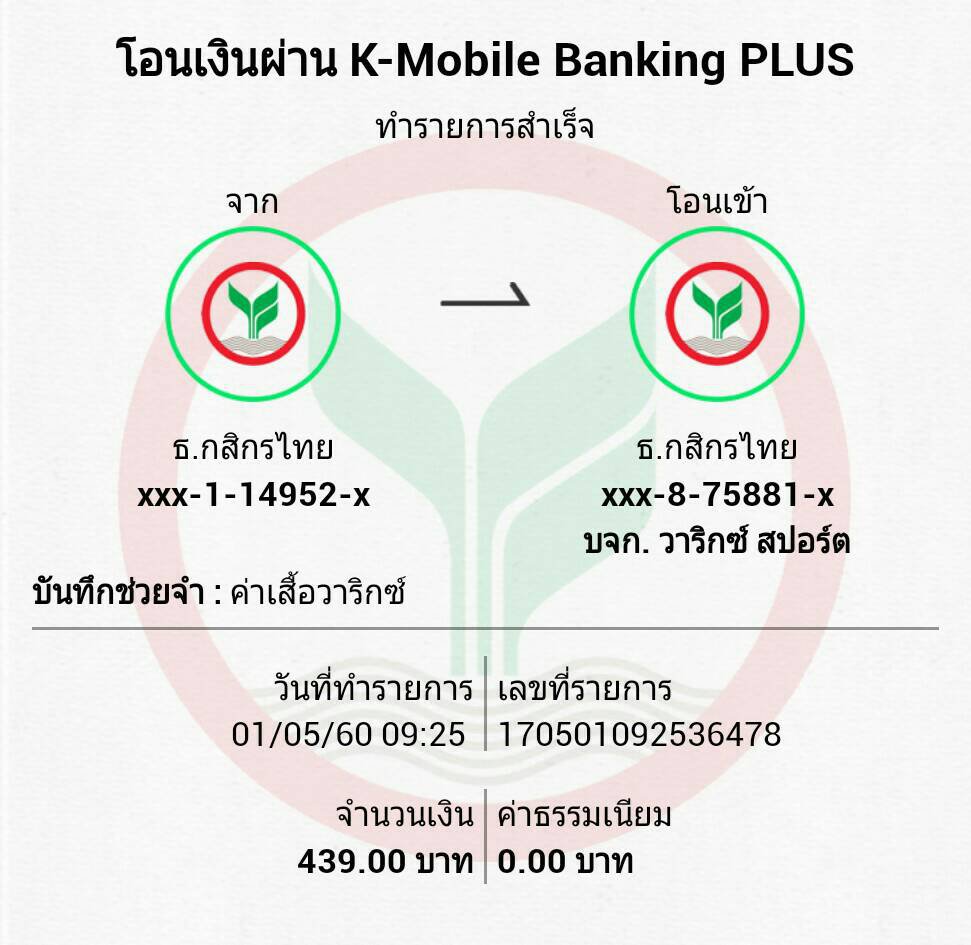 โอนเงินผ่าน K-Mobile Banking PLUS
ทำรายการสำเร็จ
จาก
โอนเข้า
ธ.กสิกรไทย
xxx-1-14952-x
ธ.กสิกรไทย
xxx-8-75881-x
บจก. วาริกซ์ สปอร์ต
บันทึกช่วยจำ : ค่าเสื้อวาริกซ์
วันที่ทำรายการ
01/05/60 09:25
เลขที่รายการ
170501092536478
จำนวนเงิน
439.00 บาท
ค่าธรรมเนียม
0.00 บาท